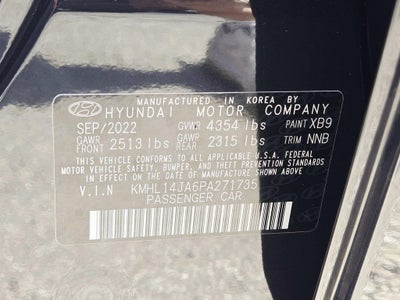 MANUFACTURED IN KOREA BY
HYUNDAI MOTOR COMPANY
SEP/2022 GVWR 4354 lbs PAINT XB9
GAWR FRONT 2513 lbs GAWR REAR 2315 lbs TRIM NNB
THIS VEHICLE CONFORMS TO ALL APPLICABLE U.S.A. FEDERAL
MOTOR VEHICLE SAFETY, BUMPER, AND THEFT PREVENTION STANDARDS
IN EFFECT ON THE DATE OF MANUFACTURE SHOWN ABOVE.
V.I.N KMHL14JA6PA271735
PASSENGER CAR